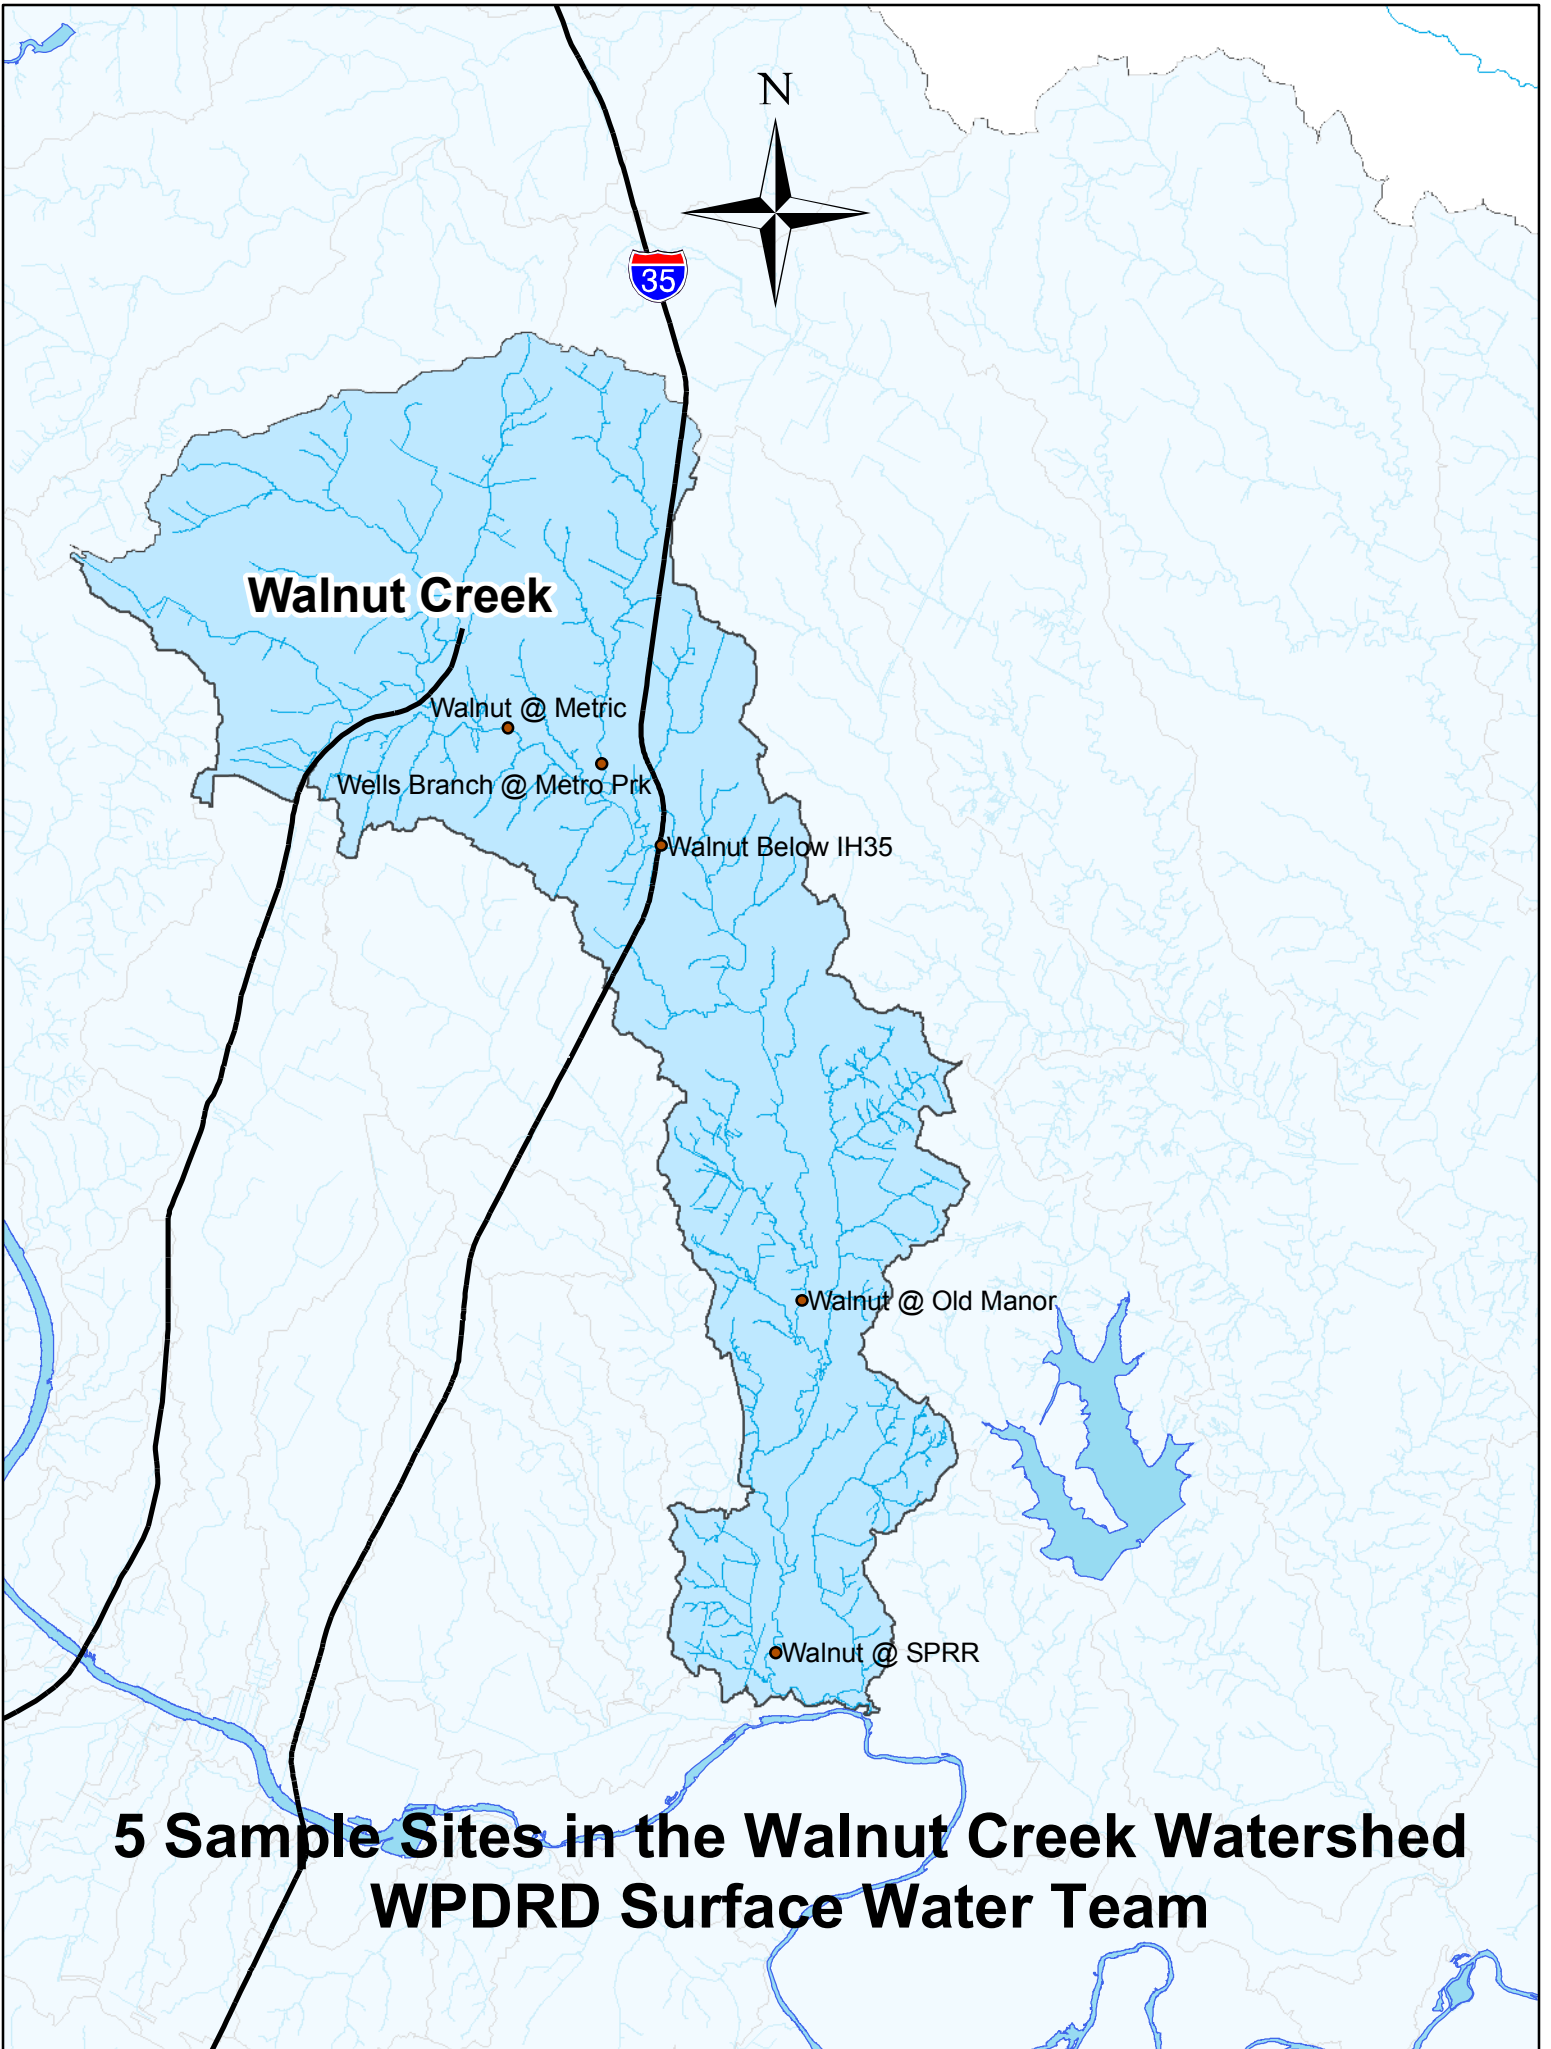 N
35
Walnut Creek
Walnut @ Metric
Wells Branch @ Metro Prk
Walnut Below IH35
Walnut @ Old Manor
Walnut @ SPRR
5 Sample Sites in the Walnut Creek Watershed
WPDRD Surface Water Team